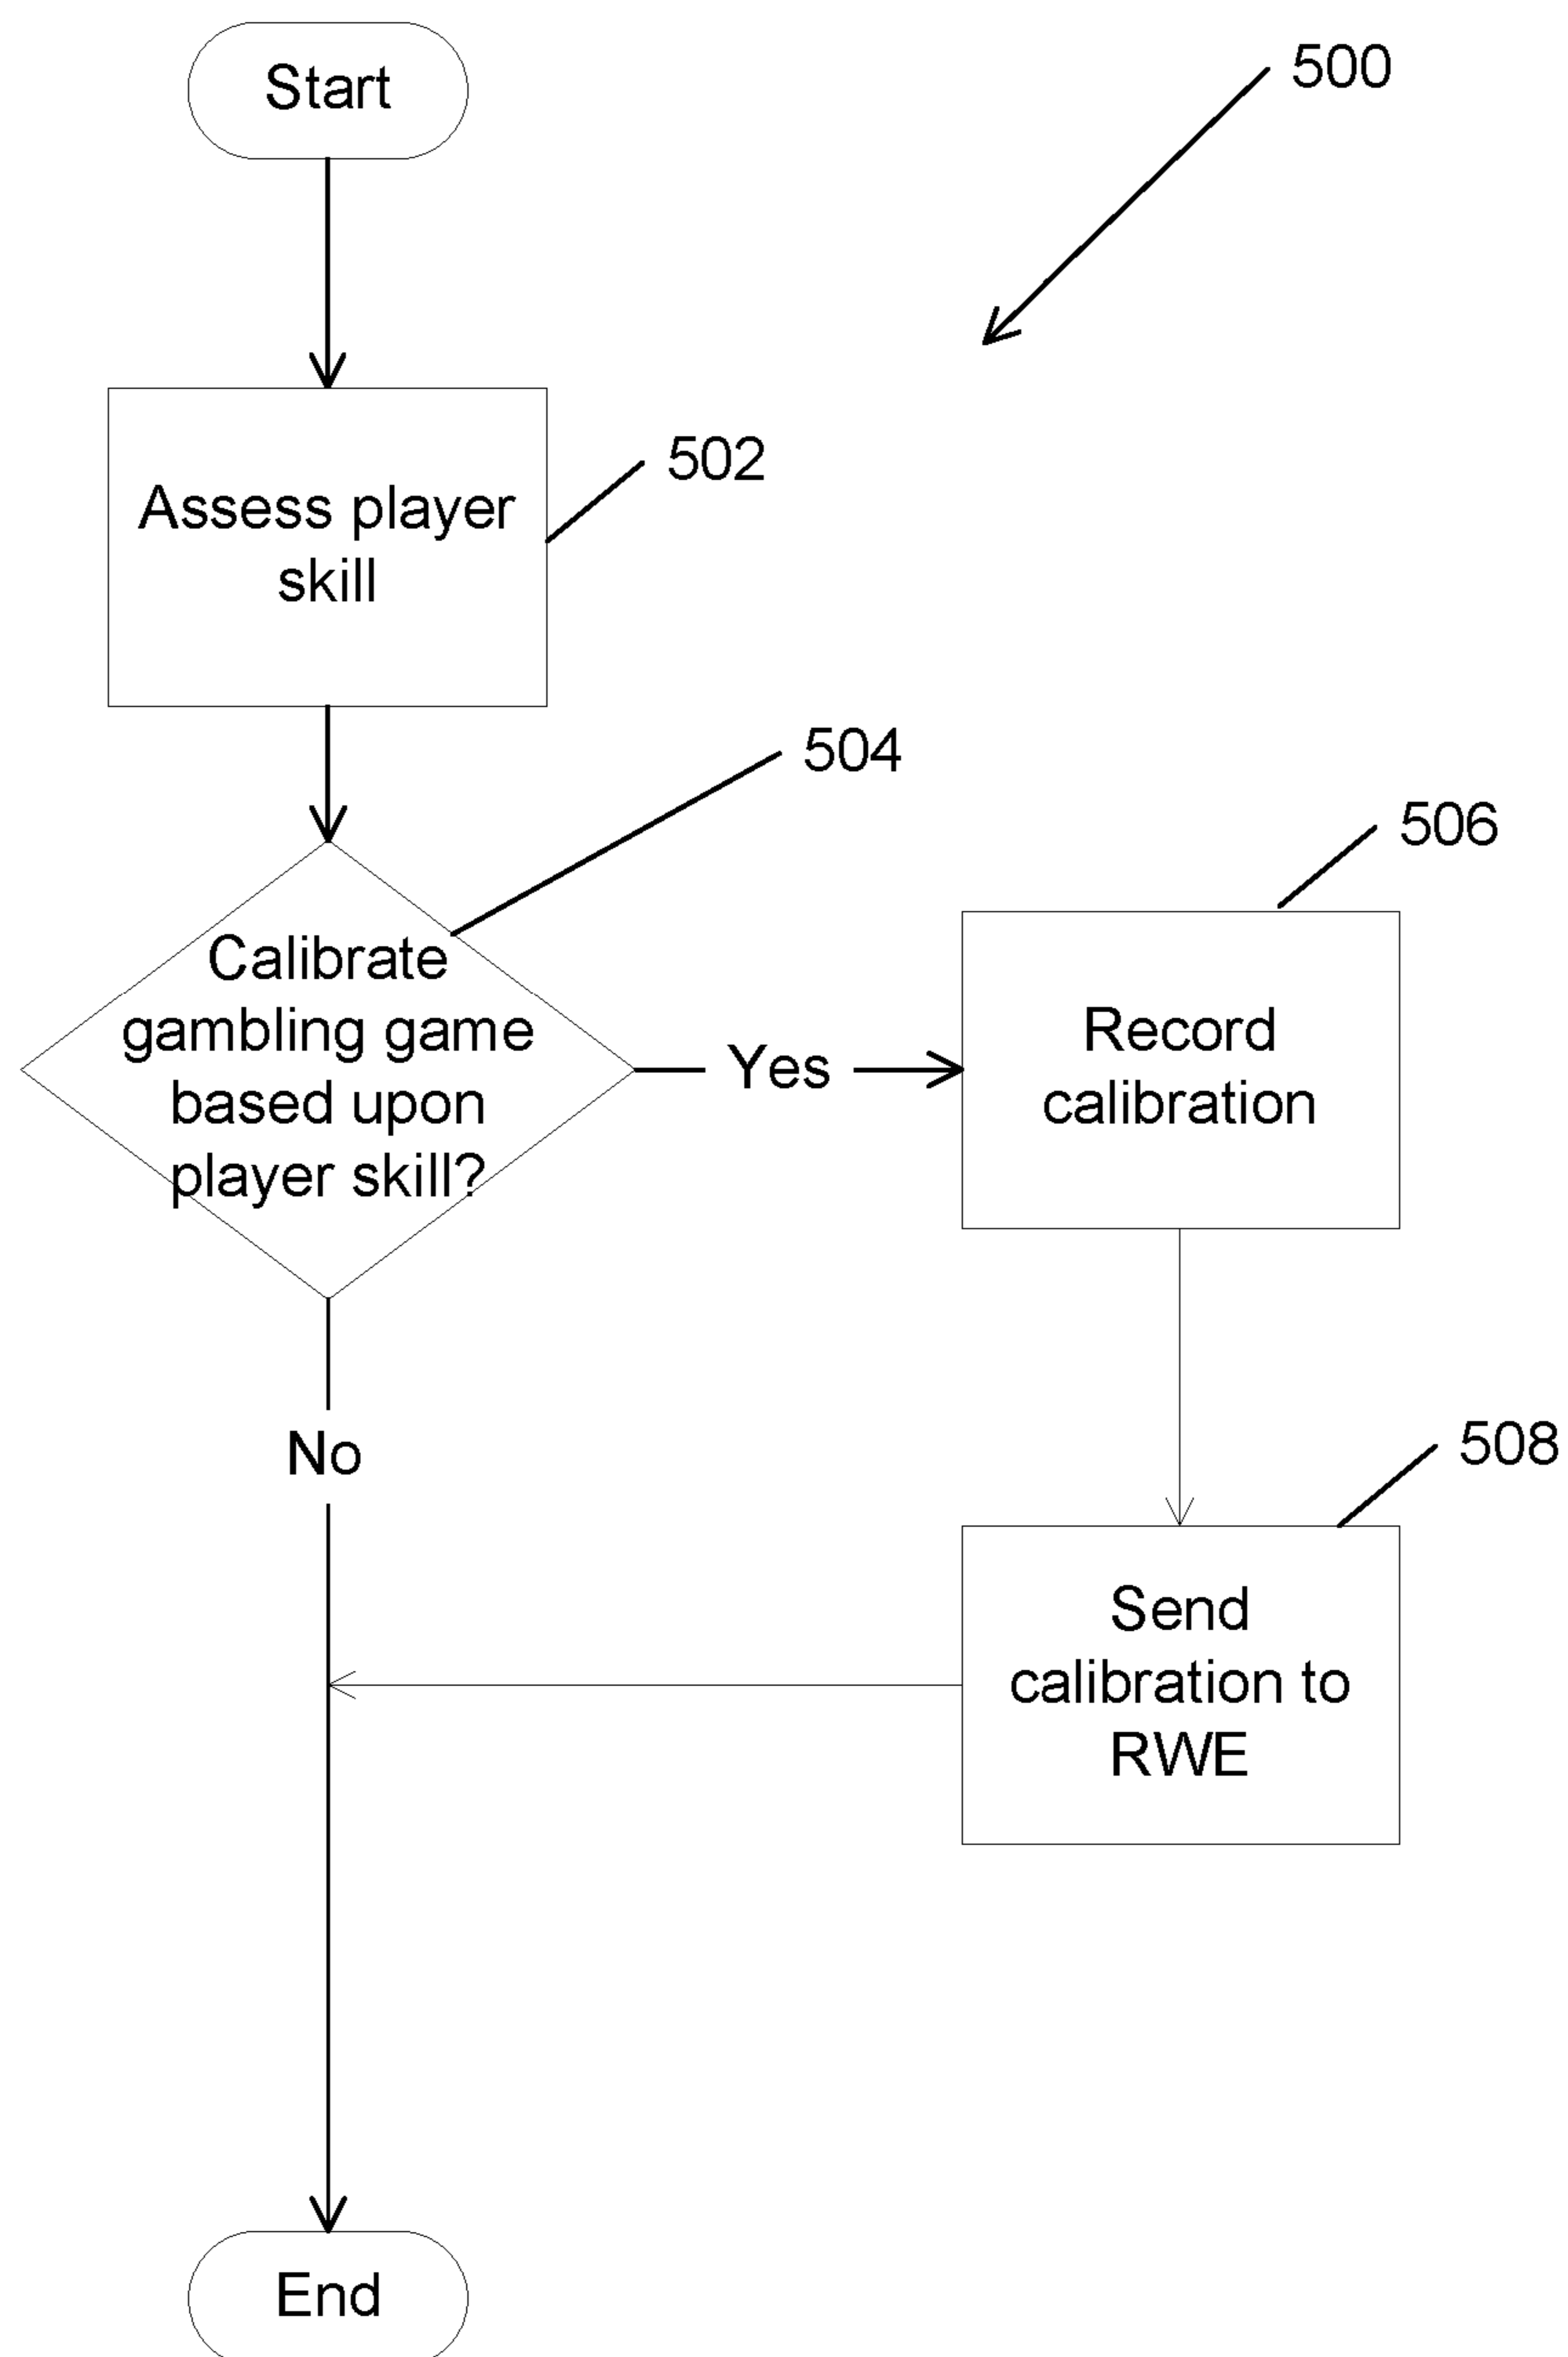 Start
500
502
Assess player
skill
504
506
Calibrate
gambling game
based upon
player skill?
Yes
Record
calibration
No
508
Send
calibration to
RWE
End